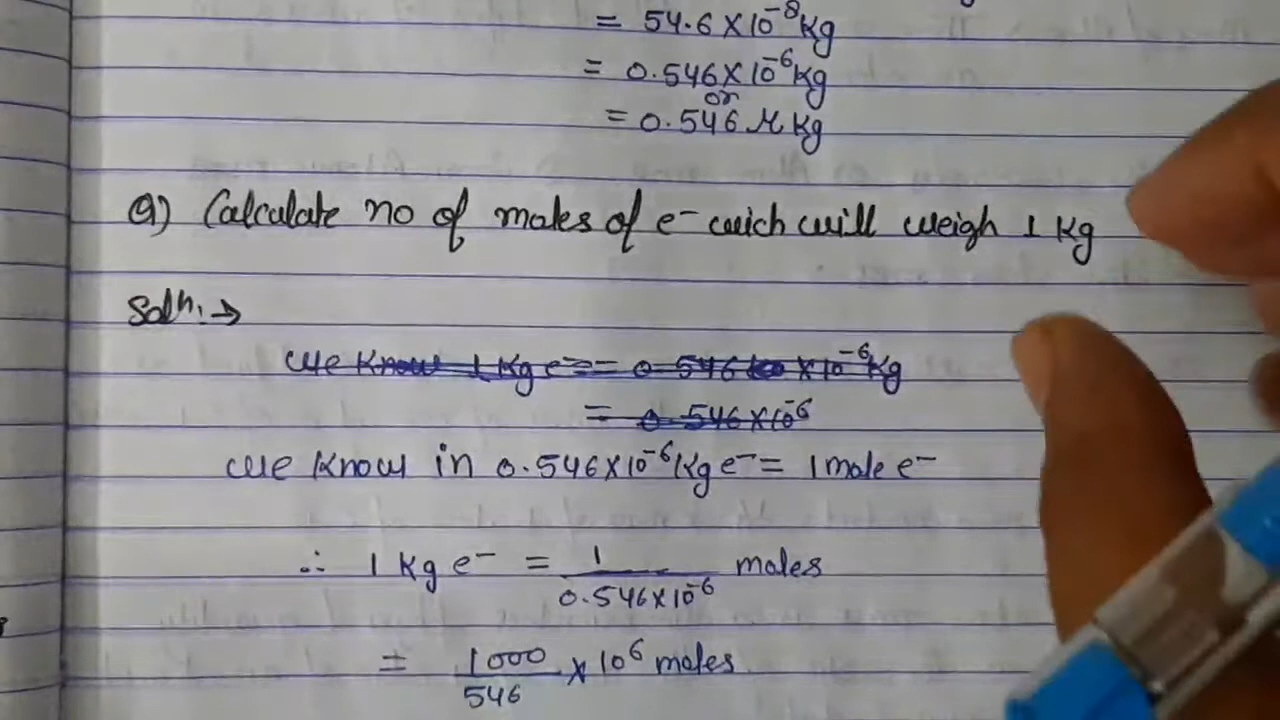 = 54.6 × 10⁻⁸ Kg
= 0.546 × 10⁻⁶ Kg
or
= 0.546 μ Kg
Q) Calculate no of moles of e⁻ wich will weigh 1 Kg
Solⁿ. →
we know 1 Kg e⁻ = 0.546 × 10⁻⁶ Kg
= 0.546 × 10⁻⁶
we know in 0.546 × 10⁻⁶ Kg e⁻ = 1 mole e⁻
∴ 1 Kg e⁻ = 1 / 0.546 × 10⁻⁶ moles
= 1000 / 546 × 10⁶ moles